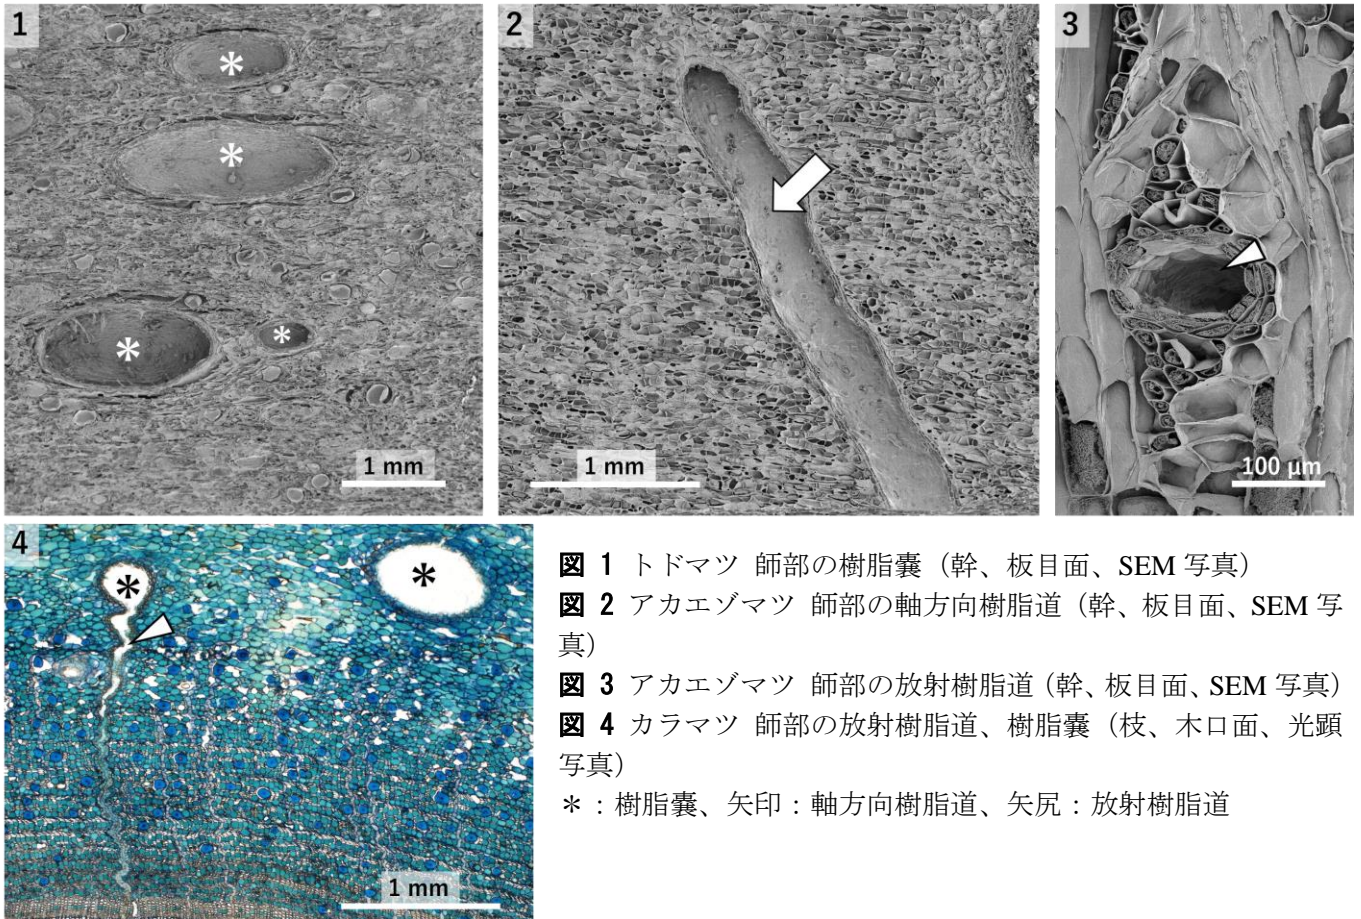 1
*
*
*
*
1 mm
2
1 mm
3
100 μm
4
*
*
1 mm
図 1 トドマツ 師部の樹脂嚢（幹、板目面、SEM 写真）
図 2 アカエゾマツ 師部の軸方向樹脂道（幹、板目面、SEM 写
真）
図 3 アカエゾマツ 師部の放射樹脂道（幹、板目面、SEM 写真）
図 4 カラマツ 師部の放射樹脂道、樹脂嚢（枝、木口面、光顕
写真）
＊：樹脂嚢、矢印：軸方向樹脂道、矢尻：放射樹脂道